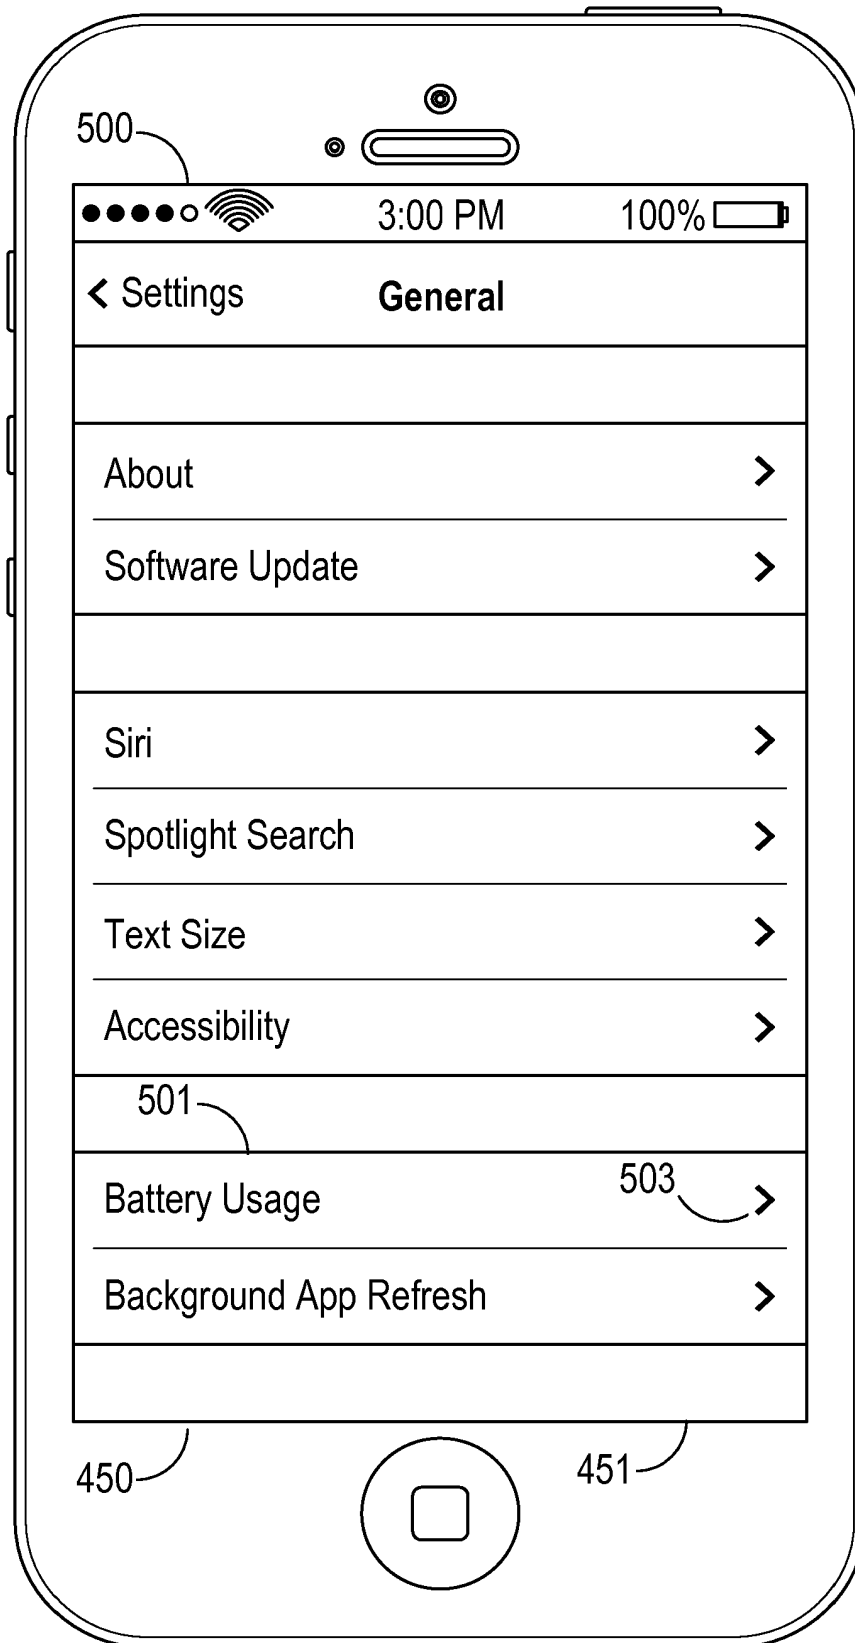 500
3:00 PM 100%
< Settings General
About >
Software Update >
Siri >
Spotlight Search >
Text Size >
Accessibility >
501
Battery Usage 503 >
Background App Refresh >
450 451